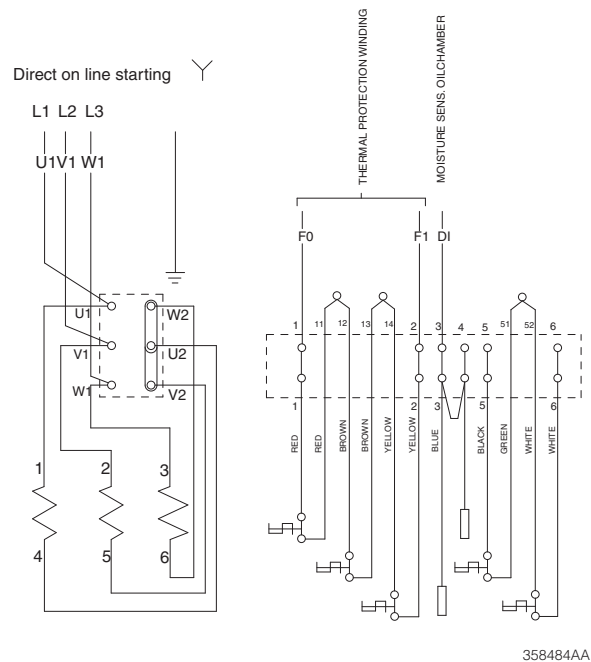 Direct on line starting
L1 L2 L3
U1 V1 W1
U1 W2
V1 U2
W1 V2
1 2 3
4 5 6
THERMAL PROTECTION WINDING
MOISTURE SENS. OILCHAMBER
F0 F1 DI
1 11 12 13 14 2 3 4 5 51 52 6
1 2 3 5 6
RED RED BROWN BROWN YELLOW YELLOW BLUE BLACK GREEN WHITE WHITE
358484AA